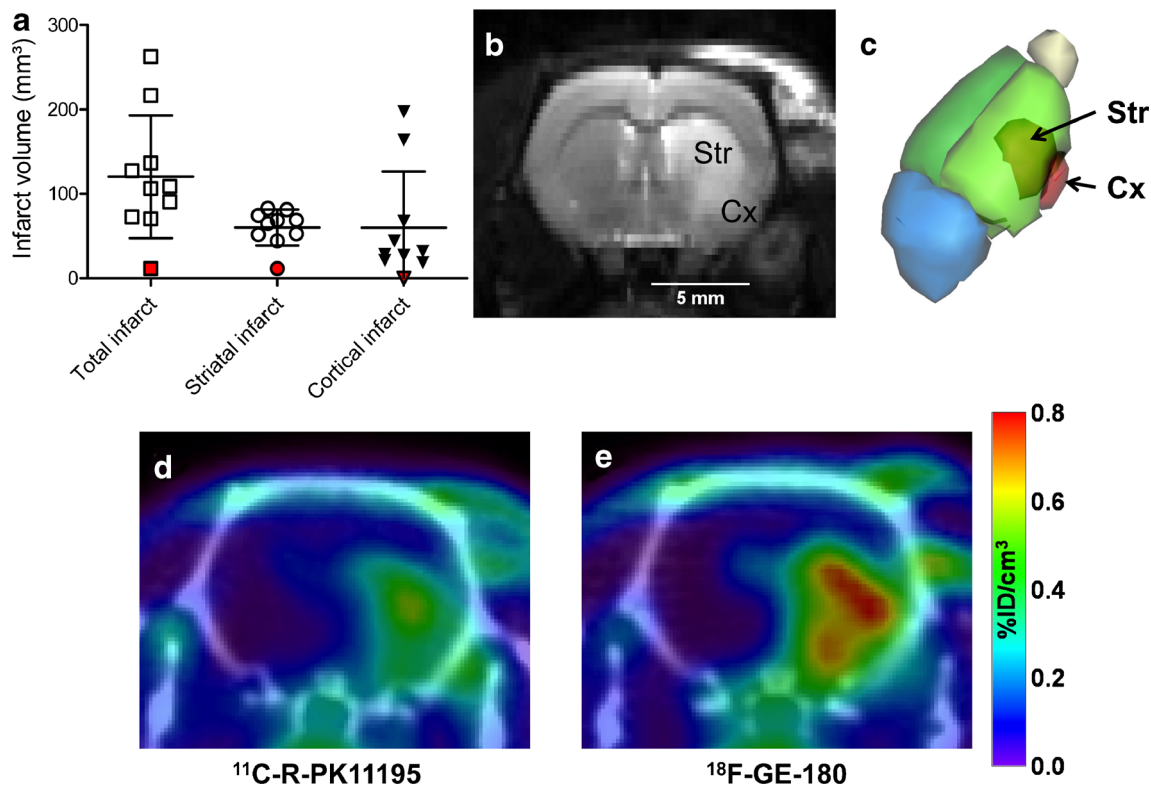 a
Infarct volume (mm³)
300
200
100
0
Total infarct
Striatal infarct
Cortical infarct
b
Str
Cx
5 mm
c
Str
Cx
d
¹¹C-R-PK11195
e
¹⁸F-GE-180
%ID/cm³
0.8
0.6
0.4
0.2
0.0